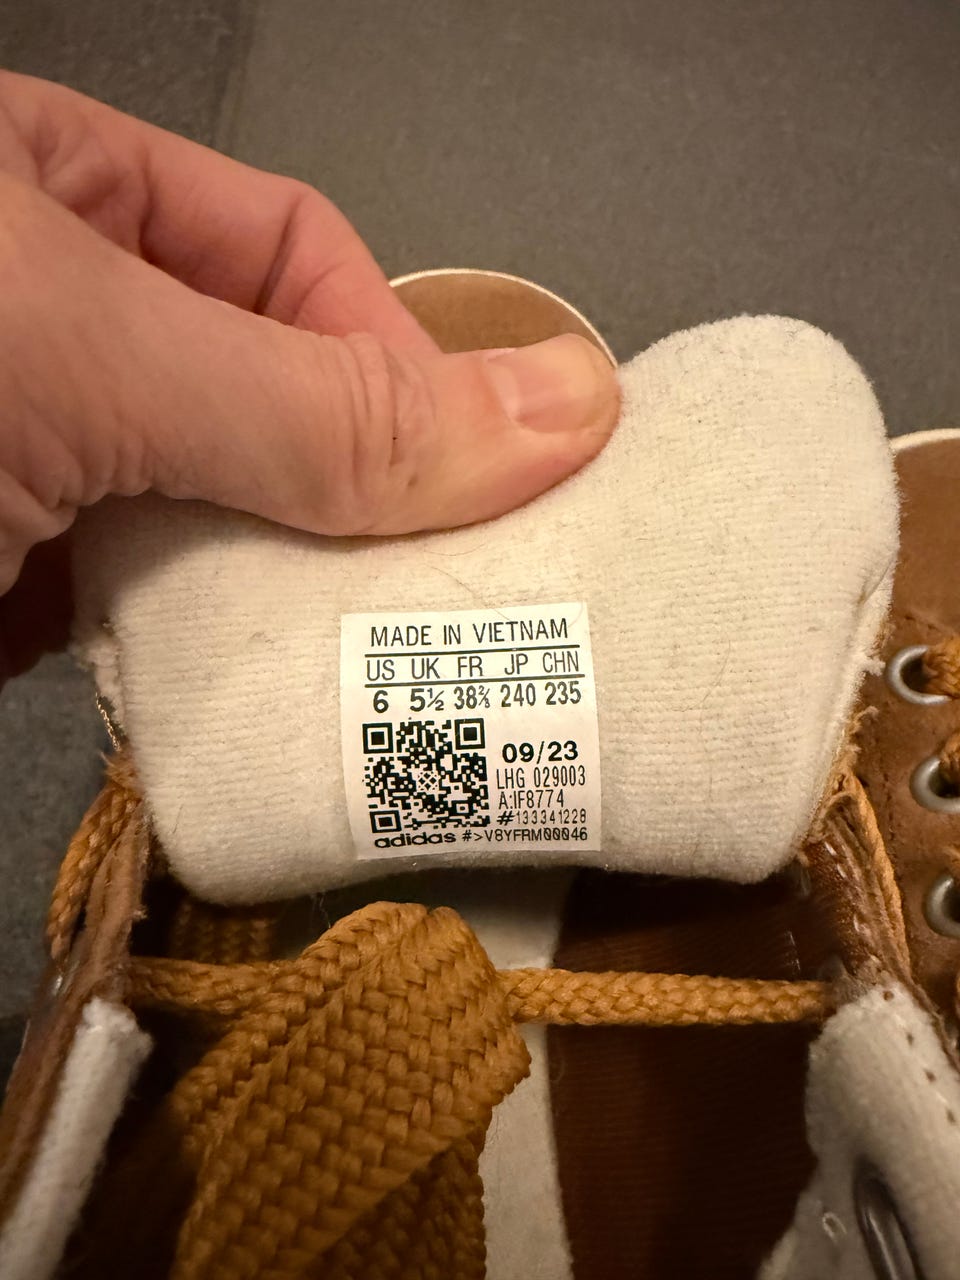 MADE IN VIETNAM
US UK FR JP CHN
6 5½ 38⅔ 240 235
09/23
LHG 029003
A:IF8774
#133341228
adidas #>V8YFRM00046